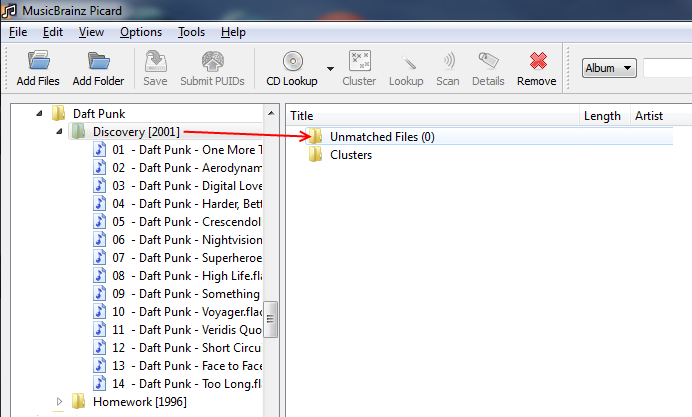 MusicBrainz Picard
File Edit View Options Tools Help
Add Files Add Folder Save Submit PUIDs CD Lookup Cluster Lookup Scan Details Remove Album
Title Length Artist
Daft Punk
Discovery [2001]
Unmatched Files (0)
Clusters
01 - Daft Punk - One More T
02 - Daft Punk - Aerodynam
03 - Daft Punk - Digital Love
04 - Daft Punk - Harder, Bett
05 - Daft Punk - Crescendol
06 - Daft Punk - Nightvision
07 - Daft Punk - Superheroe
08 - Daft Punk - High Life.fla
09 - Daft Punk - Something
10 - Daft Punk - Voyager.flac
11 - Daft Punk - Veridis Quo
12 - Daft Punk - Short Circu
13 - Daft Punk - Face to Face
14 - Daft Punk - Too Long.fl
Homework [1996]